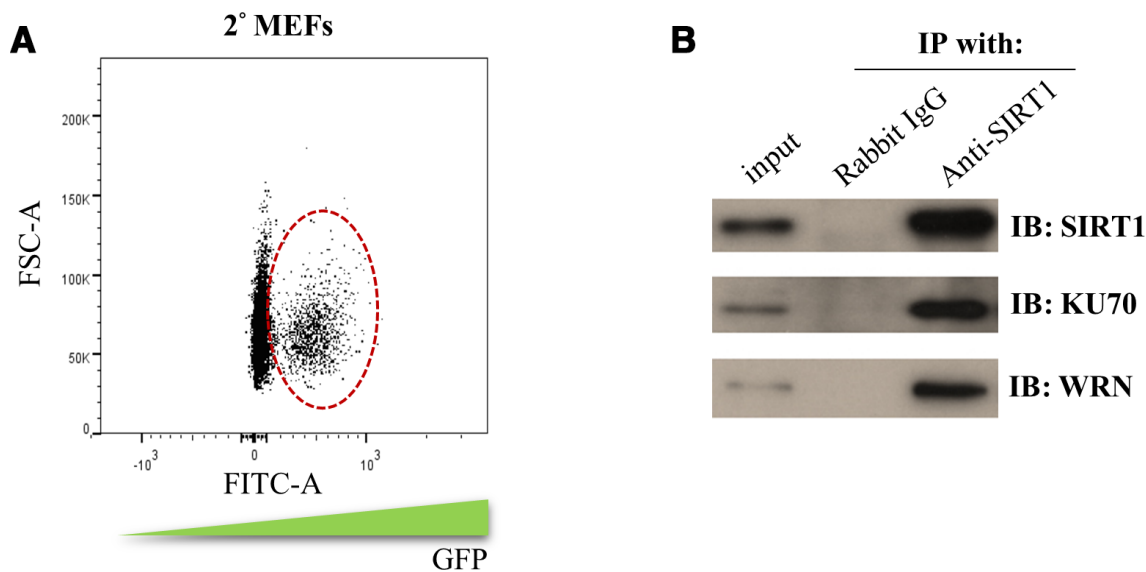 A
2° MEFs
FSC-A
200K
150K
100K
50K
0
-10³
0
10³
FITC-A
GFP
B
IP with:
input
Rabbit IgG
Anti-SIRT1
IB: SIRT1
IB: KU70
IB: WRN